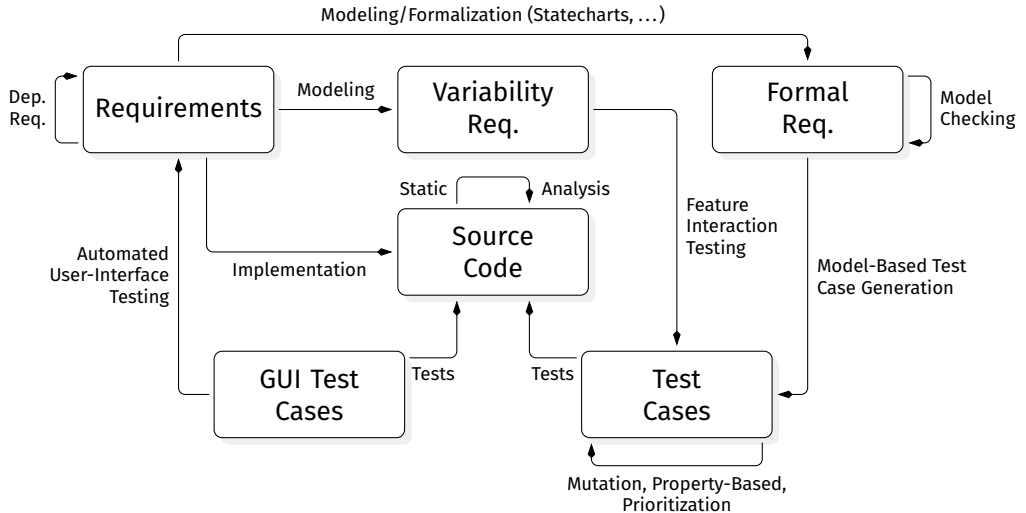 Modeling/Formalization (Statecharts, …)
Dep.
Req.
Requirements
Modeling
Variability
Req.
Formal
Req.
Model
Checking
Static
Analysis
Source
Code
Feature
Interaction
Testing
Automated
User-Interface
Testing
Implementation
Model-Based Test
Case Generation
GUI Test
Cases
Tests
Tests
Test
Cases
Mutation, Property-Based,
Prioritization